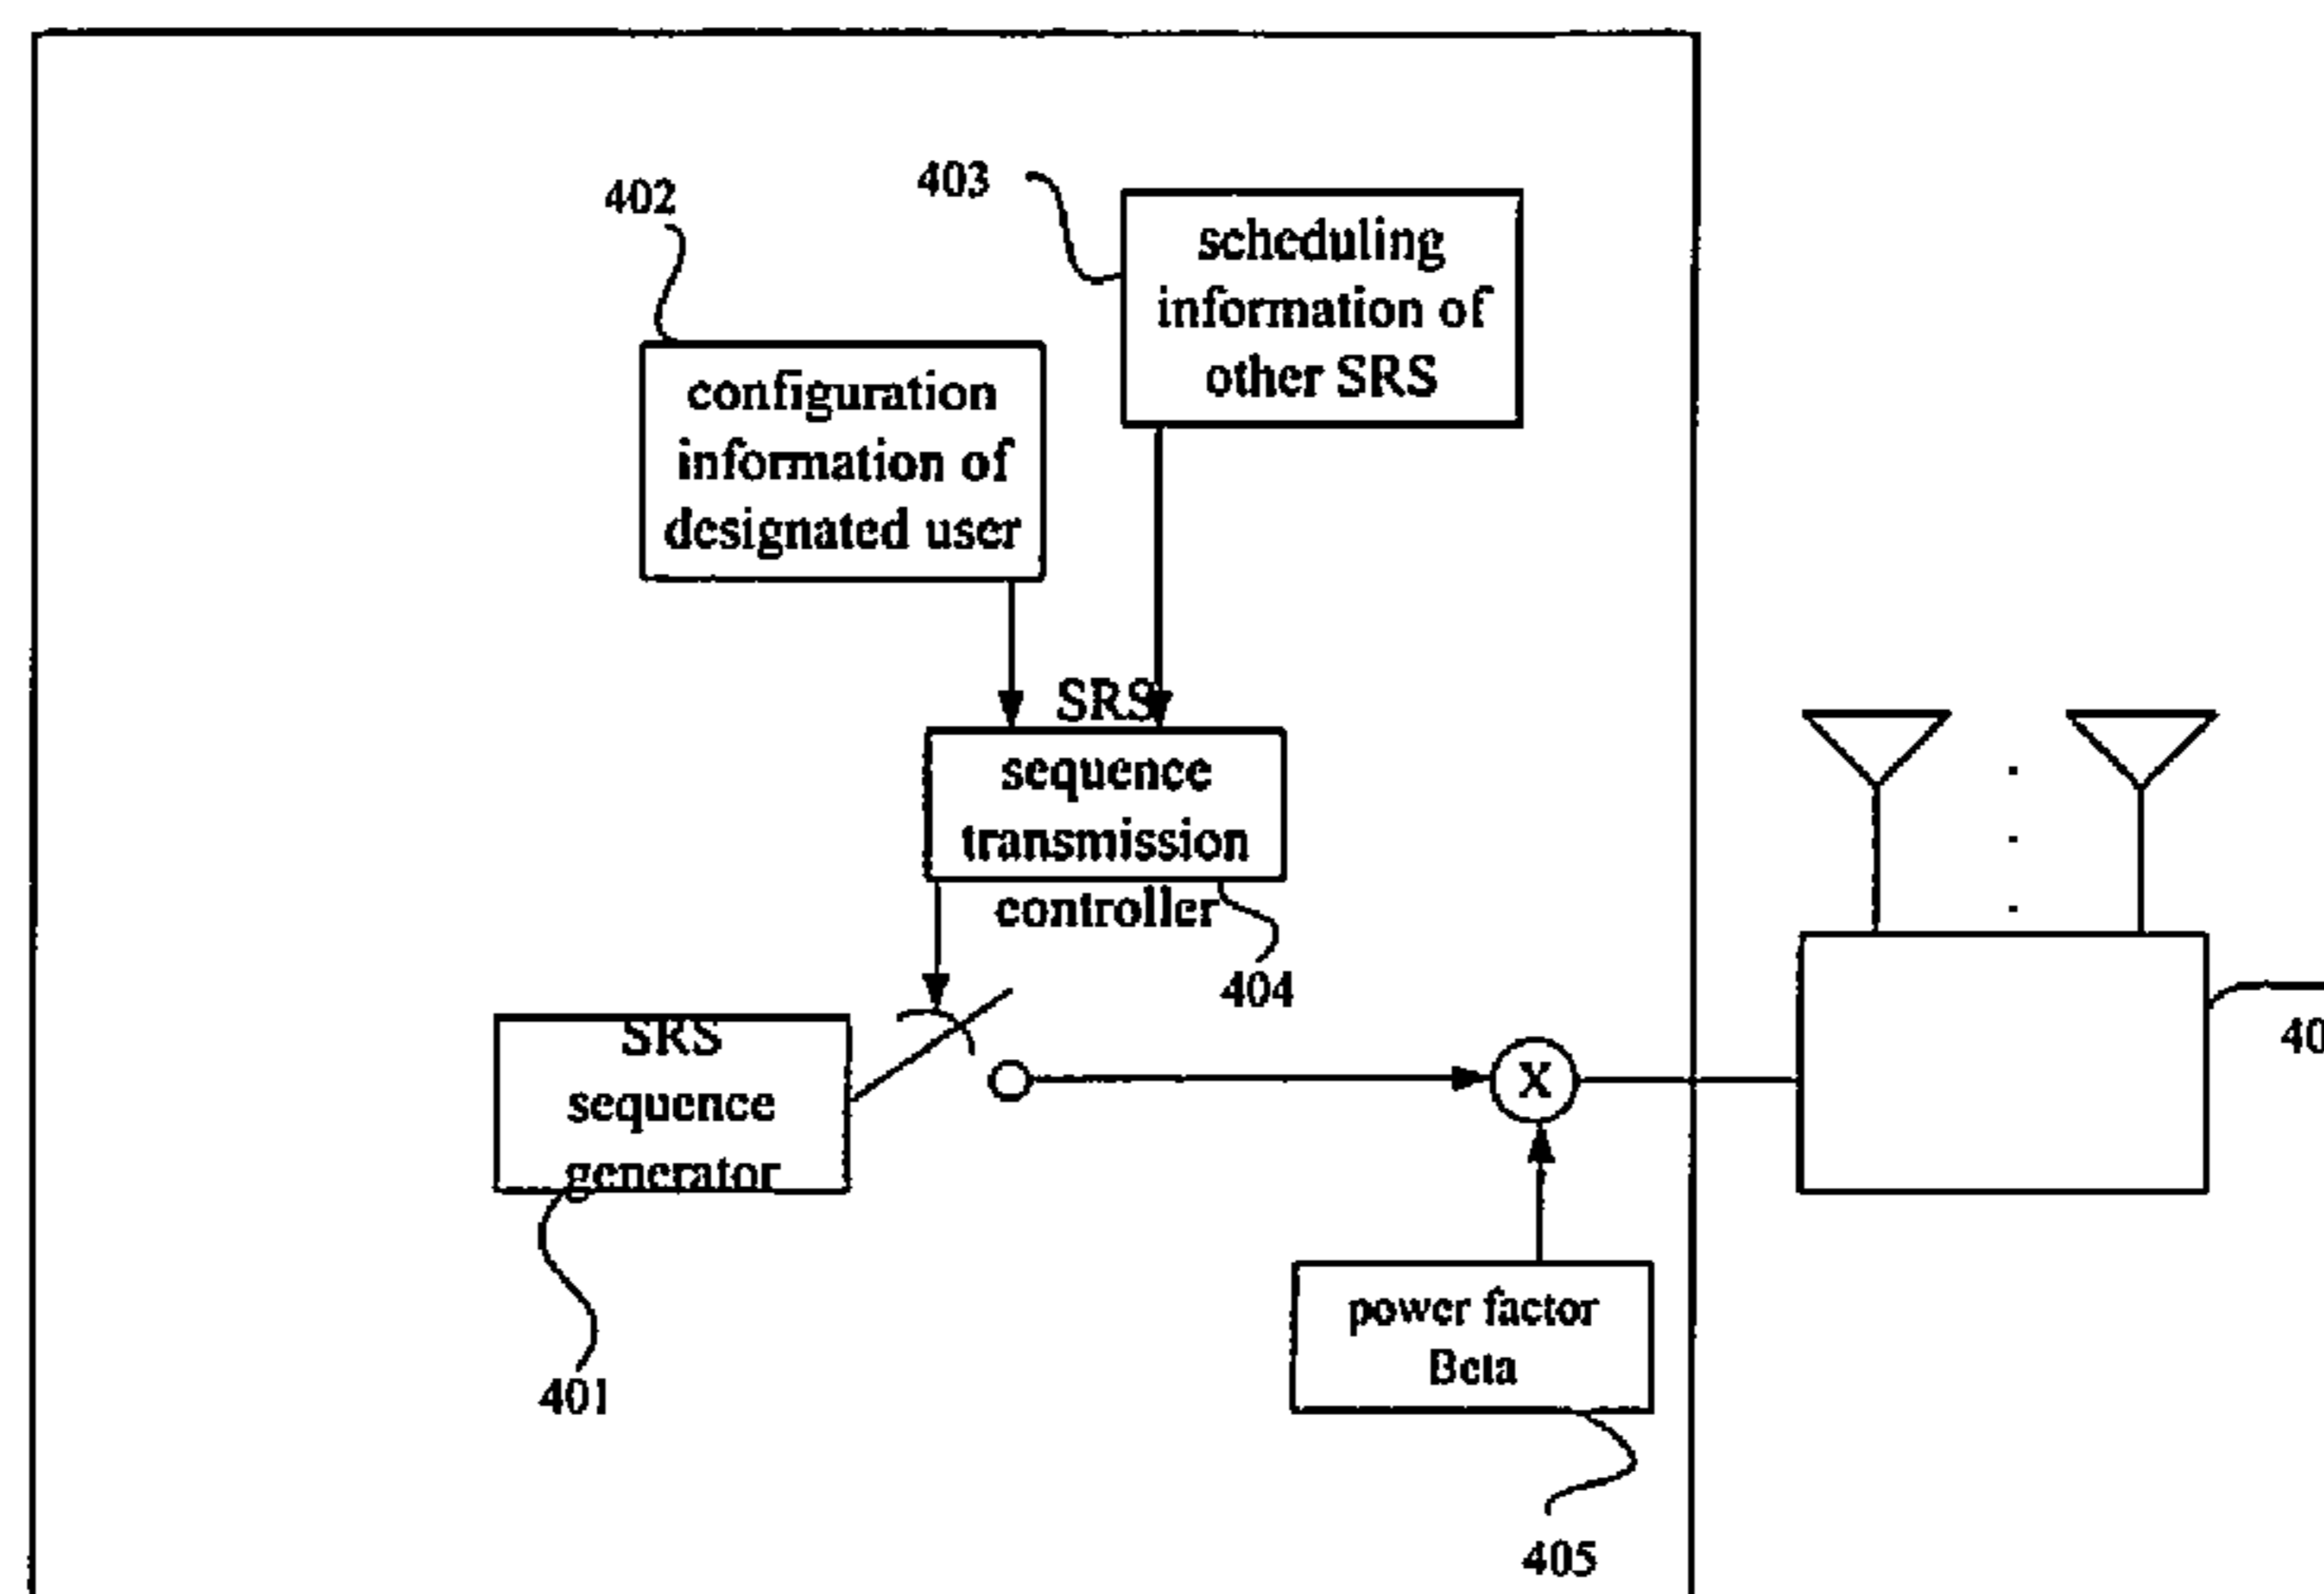 402
403
scheduling
information of
other SRS
configuration
information of
designated user
SRS
sequence
transmission
controller
404
SRS
sequence
generator
X
40
power factor
Beta
401
405